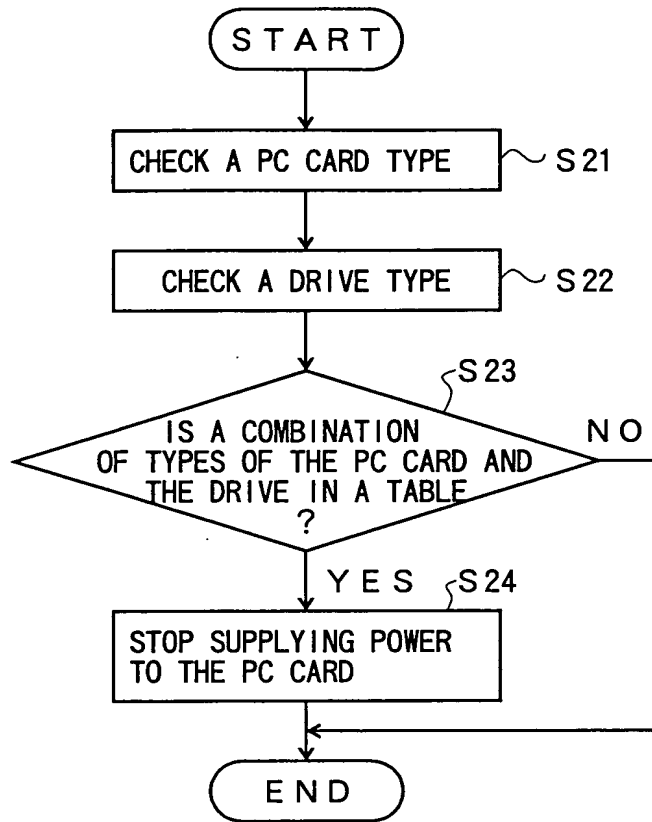 START
CHECK A PC CARD TYPE
S21
CHECK A DRIVE TYPE
S22
S23
IS A COMBINATION
OF TYPES OF THE PC CARD AND
THE DRIVE IN A TABLE
?
NO
YES
S24
STOP SUPPLYING POWER
TO THE PC CARD
END